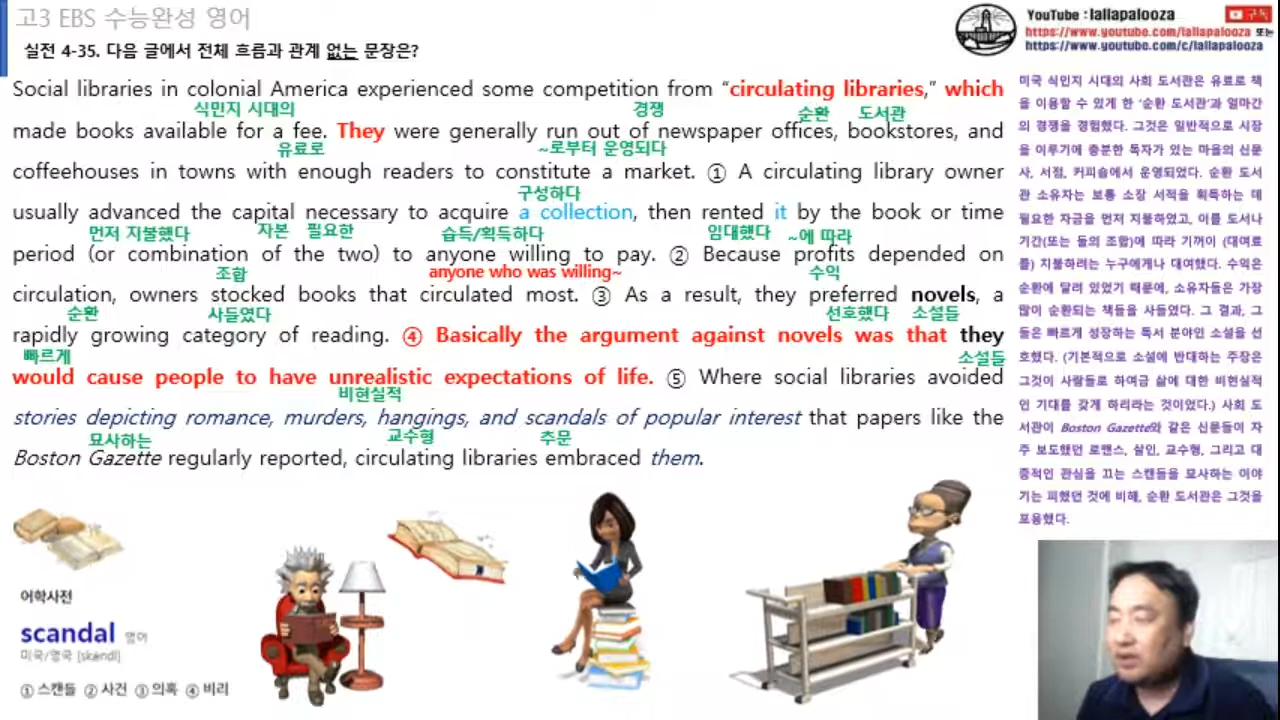 고3 EBS 수능완성 영어
YouTube : lallapalooza
구독
https://www.youtube.com/lallapalooza 또는
https://www.youtube.com/c/lallapalooza
실전 4-35. 다음 글에서 전체 흐름과 관계 없는 문장은?
Social libraries in colonial America experienced some competition from “circulating libraries,” which
식민지 시대의 경쟁 순환 도서관
made books available for a fee. They were generally run out of newspaper offices, bookstores, and
유료로 ~로부터 운영되다
coffeehouses in towns with enough readers to constitute a market. ① A circulating library owner
구성하다
usually advanced the capital necessary to acquire a collection, then rented it by the book or time
먼저 지불했다 자본 필요한 습득/획득하다 임대했다 ~에 따라
period (or combination of the two) to anyone willing to pay. ② Because profits depended on
조합 anyone who was willing~ 수익
circulation, owners stocked books that circulated most. ③ As a result, they preferred novels, a
순환 사들였다 선호했다 소설들
rapidly growing category of reading. ④ Basically the argument against novels was that they
빠르게 소설들
would cause people to have unrealistic expectations of life. ⑤ Where social libraries avoided
비현실적
stories depicting romance, murders, hangings, and scandals of popular interest that papers like the
묘사하는 교수형 추문
Boston Gazette regularly reported, circulating libraries embraced them.
미국 식민지 시대의 사회 도서관은 유료로 책
을 이용할 수 있게 한 ‘순환 도서관’과 얼마간
의 경쟁을 경험했다. 그것은 일반적으로 시장
을 이루기에 충분한 독자가 있는 마을의 신문
사, 서점, 커피숍에서 운영되었다. 순환 도서
관 소유자는 보통 소장 서적을 획득하는 데
필요한 자금을 먼저 지불하였고, 이를 도서나
기간(또는 둘의 조합)에 따라 기꺼이 (대여료
를) 지불하려는 누구에게나 대여했다. 수익은
순환에 달려 있었기 때문에, 소유자들은 가장
많이 순환되는 책들을 사들였다. 그 결과, 그
들은 빠르게 성장하는 독서 분야인 소설을 선
호했다. (기본적으로 소설에 반대하는 주장은
그것이 사람들로 하여금 삶에 대한 비현실적
인 기대를 갖게 하리라는 것이었다.) 사회 도
서관이 Boston Gazette와 같은 신문들이 자
주 보도했던 로맨스, 살인, 교수형, 그리고 대
중적인 관심을 끄는 스캔들을 묘사하는 이야
기는 피했던 것에 비해, 순환 도서관은 그것을
포용했다.
어학사전
scandal 영어
미국/영국 [skændl]
① 스캔들 ② 사건 ③ 의혹 ④ 비리